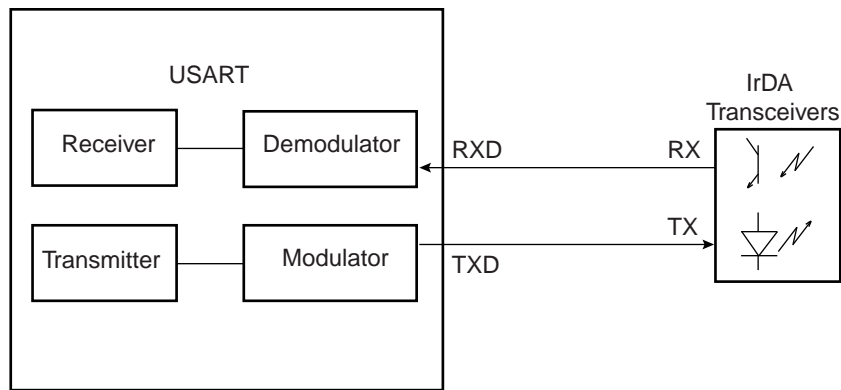 USART
IrDA
Transceivers
Receiver
Demodulator
RXD
RX
Transmitter
Modulator
TXD
TX